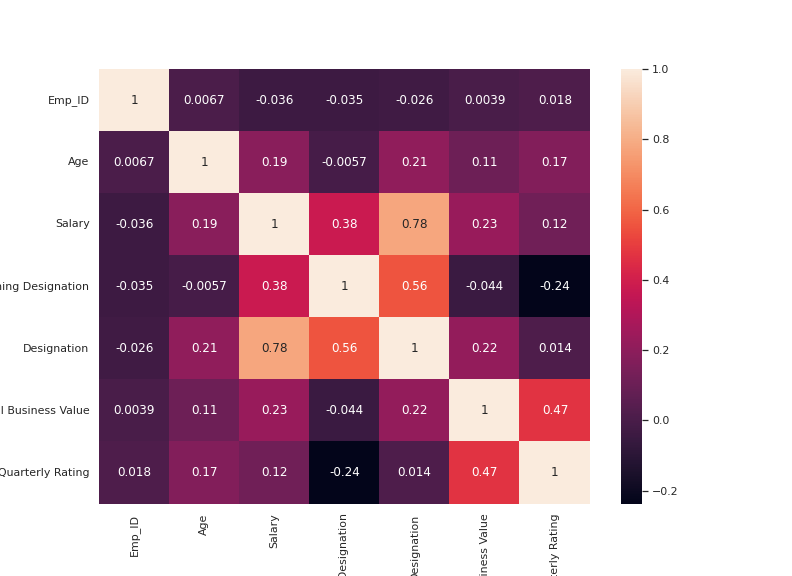 Emp_ID 1 0.0067 -0.036 -0.035 -0.026 0.0039 0.018
Age 0.0067 1 0.19 -0.0057 0.21 0.11 0.17
Salary -0.036 0.19 1 0.38 0.78 0.23 0.12
Designation -0.035 -0.0057 0.38 1 0.56 -0.044 -0.24
Designation -0.026 0.21 0.78 0.56 1 0.22 0.014
Business Value 0.0039 0.11 0.23 -0.044 0.22 1 0.47
Quarterly Rating 0.018 0.17 0.12 -0.24 0.014 0.47 1
Emp_ID
Age
Salary
Designation
Designation
Value
Rating
1.0
0.8
0.6
0.4
0.2
0.0
−0.2